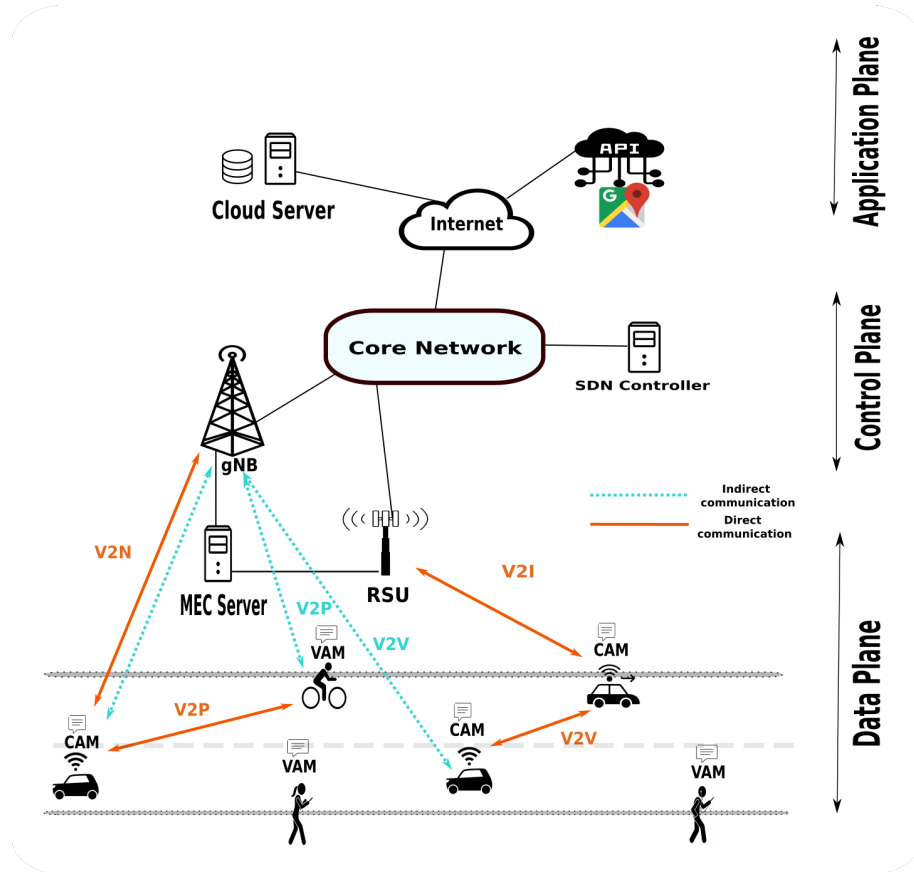 Application Plane
API
G
Cloud Server
Internet
Control Plane
Core Network
SDN Controller
gNB
Indirect
communication
Direct
communication
V2N
V2I
MEC Server
RSU
V2P
V2V
Data Plane
VAM
CAM
V2P
CAM
CAM
V2V
VAM
VAM